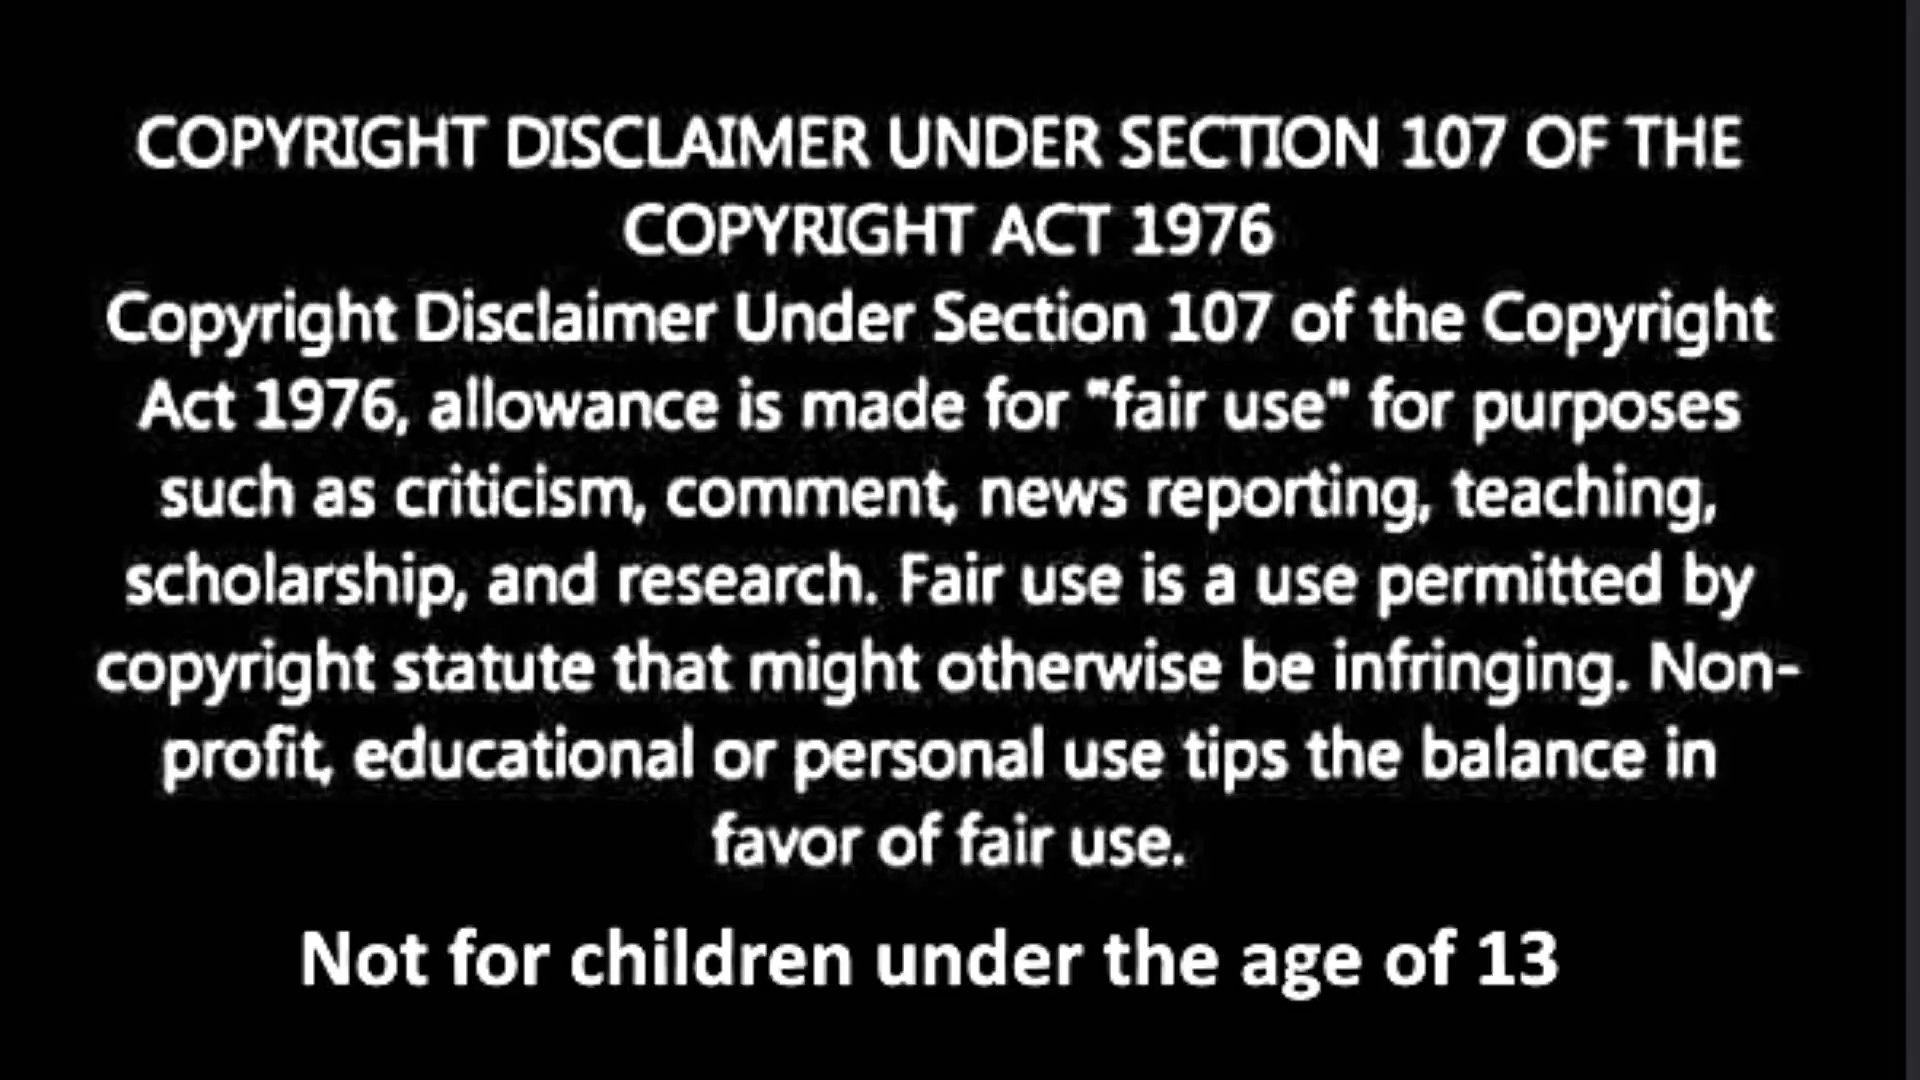 COPYRIGHT DISCLAIMER UNDER SECTION 107 OF THE
COPYRIGHT ACT 1976
Copyright Disclaimer Under Section 107 of the Copyright
Act 1976, allowance is made for "fair use" for purposes
such as criticism, comment, news reporting, teaching,
scholarship, and research. Fair use is a use permitted by
copyright statute that might otherwise be infringing. Non-
profit, educational or personal use tips the balance in
favor of fair use.
Not for children under the age of 13